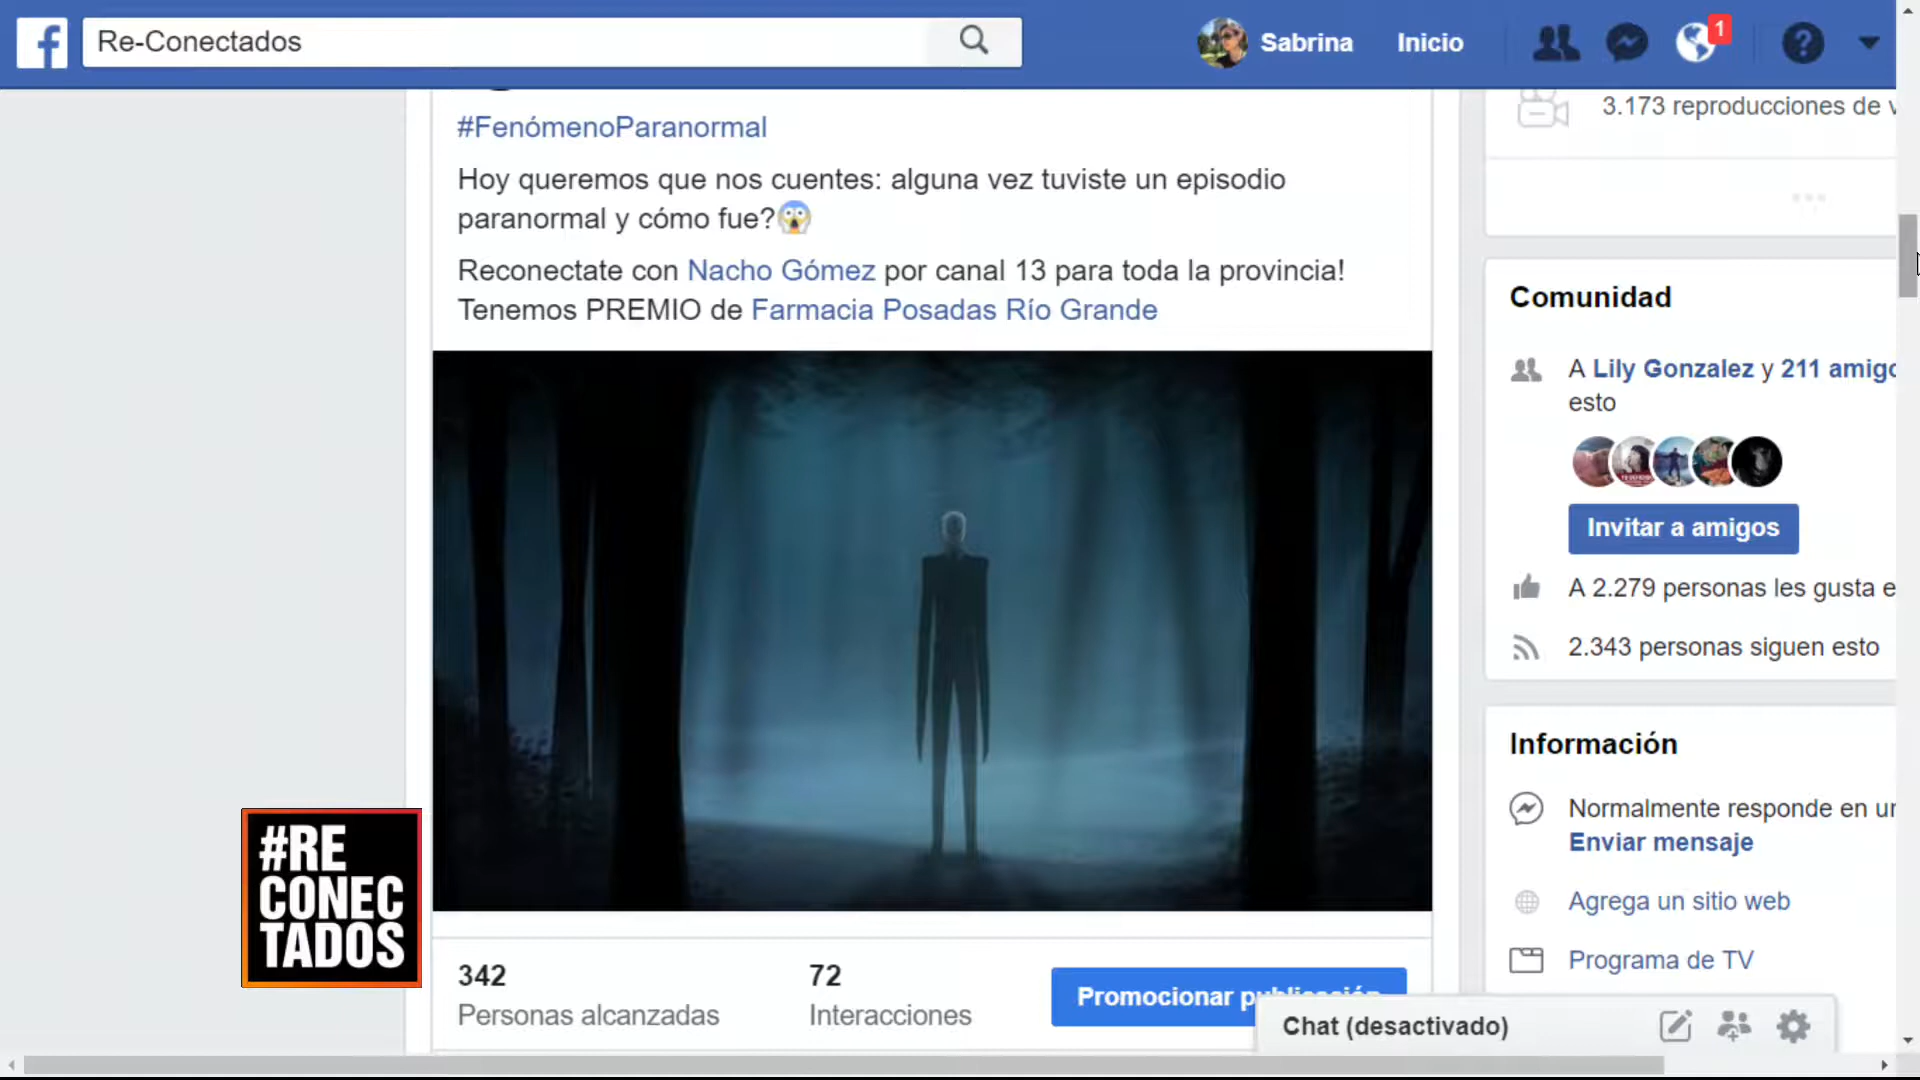 Re-Conectados
Sabrina
Inicio
1
#FenómenoParanormal
Hoy queremos que nos cuentes: alguna vez tuviste un episodio
paranormal y cómo fue?
Reconectate con Nacho Gómez por canal 13 para toda la provincia!
Tenemos PREMIO de Farmacia Posadas Río Grande
342
Personas alcanzadas
72
Interacciones
Promocionar publicación
#RE
CONEC
TADOS
3.173 reproducciones de v
Comunidad
A Lily Gonzalez y 211 amigo
esto
Invitar a amigos
A 2.279 personas les gusta e
2.343 personas siguen esto
Información
Normalmente responde en un
Enviar mensaje
Agrega un sitio web
Programa de TV
Chat (desactivado)